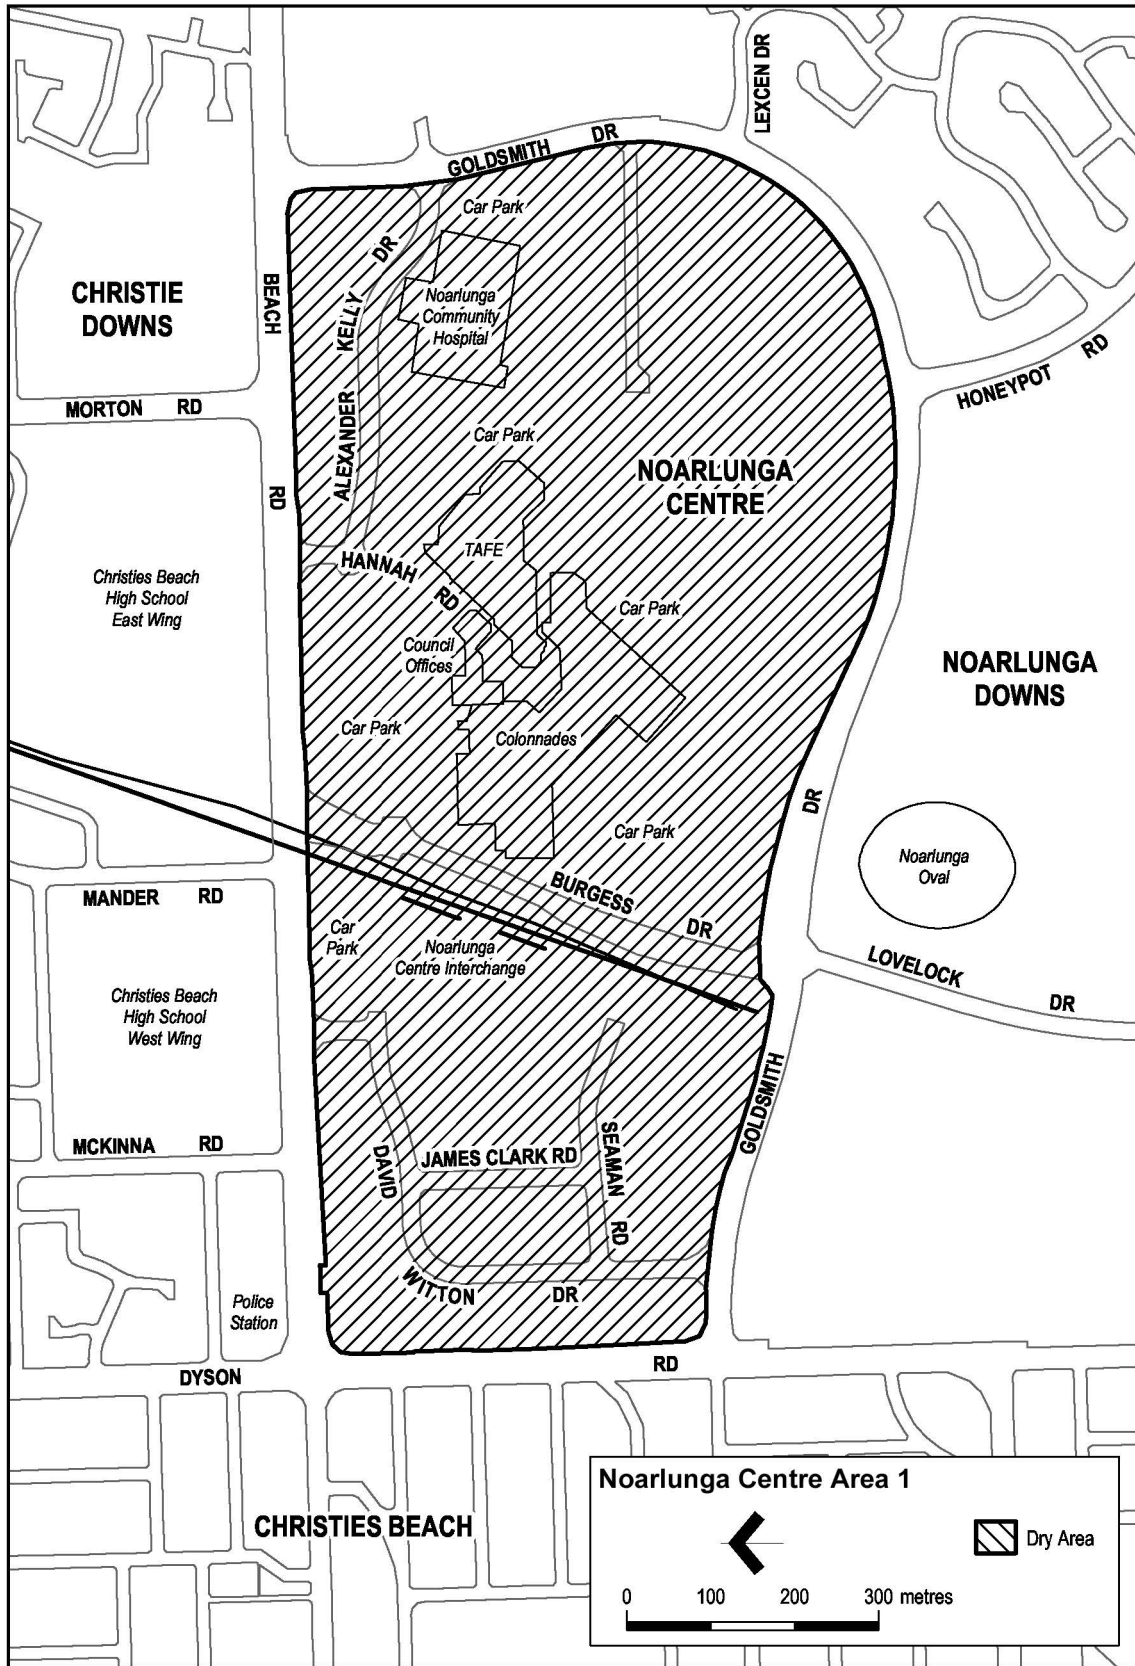 LEXCEN DR
GOLDSMITH DR
Car Park
CHRISTIE
DOWNS
BEACH RD
ALEXANDER KELLY DR
Noarlunga
Community
Hospital
HONEYPOT RD
MORTON RD
Car Park
NOARLUNGA
CENTRE
HANNAH RD
TAFE
Christies Beach
High School
East Wing
Car Park
Council
Offices
NOARLUNGA
DOWNS
Car Park
Colonnades
DR
Car Park
Noarlunga
Oval
MANDER RD
BURGESS DR
Car
Park
Noarlunga
Centre Interchange
LOVELOCK DR
Christies Beach
High School
West Wing
GOLDSMITH
MCKINNA RD
DAVID
JAMES CLARK RD
SEAMAN RD
WITTON DR
Police
Station
DYSON RD
CHRISTIES BEACH
Noarlunga Centre Area 1
Dry Area
0 100 200 300 metres